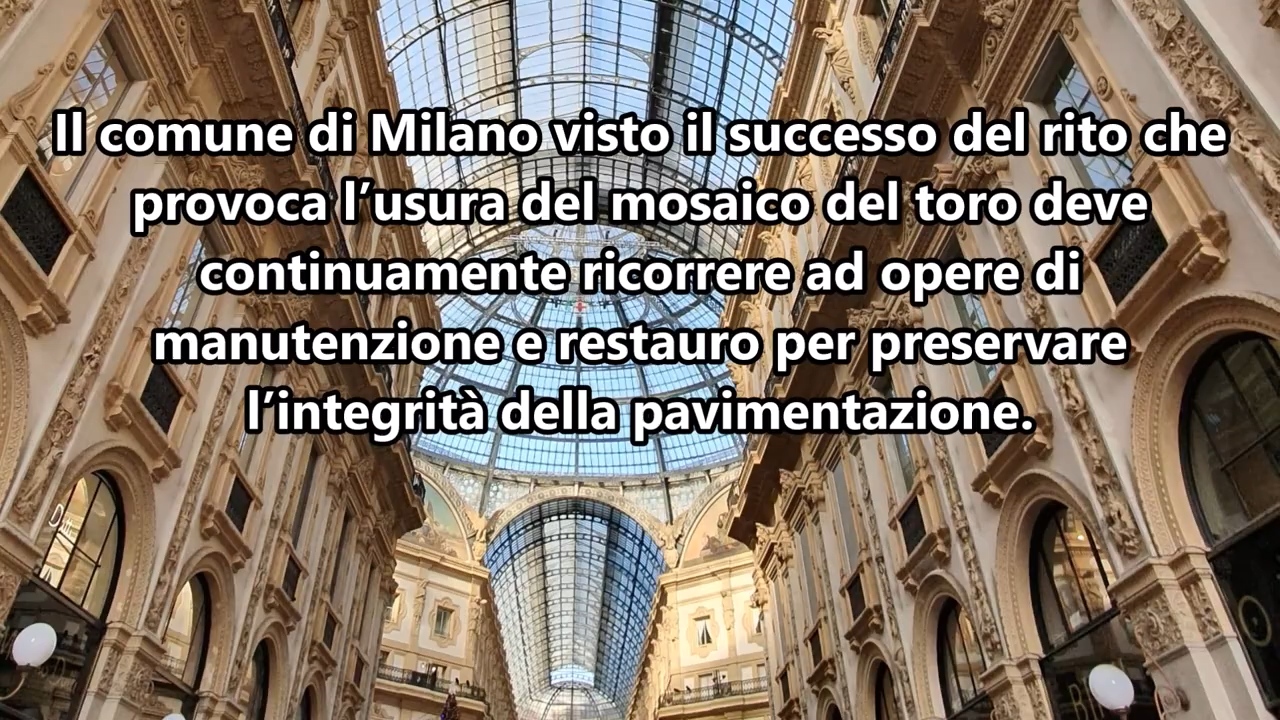 Il comune di Milano visto il successo del rito che
provoca l’usura del mosaico del toro deve
continuamente ricorrere ad opere di
manutenzione e restauro per preservare
l’integrità della pavimentazione.